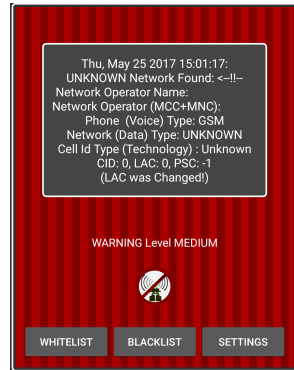 Thu, May 25 2017 15:01:17:
UNKNOWN Network Found: <--!!--
Network Operator Name:
Network Operator (MCC+MNC):
Phone (Voice) Type: GSM
Network (Data) Type: UNKNOWN
Cell Id Type (Technology) : Unknown
CID: 0, LAC: 0, PSC: -1
(LAC was Changed!)
WARNING Level MEDIUM
WHITELIST BLACKLIST SETTINGS